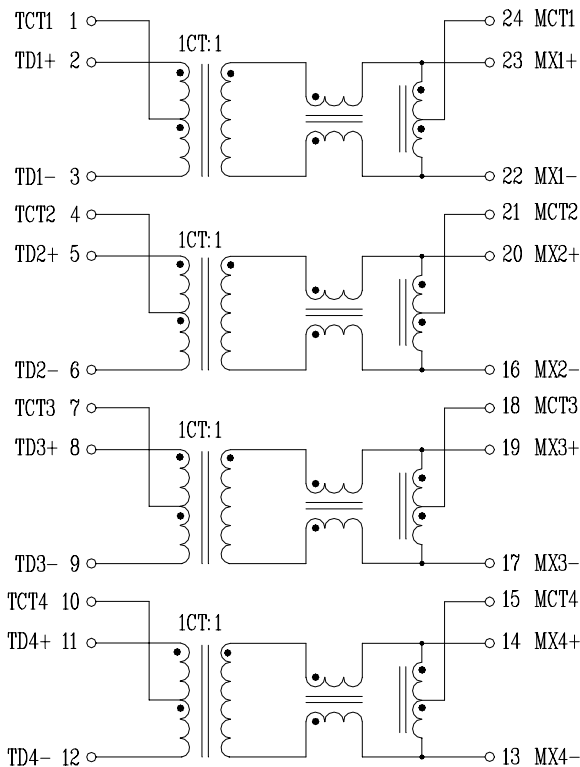 TCT1 1 24 MCT1
1CT:1
TD1+ 2 23 MX1+
TD1- 3 22 MX1-
TCT2 4 21 MCT2
1CT:1
TD2+ 5 20 MX2+
TD2- 6 16 MX2-
TCT3 7 18 MCT3
1CT:1
TD3+ 8 19 MX3+
TD3- 9 17 MX3-
TCT4 10 15 MCT4
1CT:1
TD4+ 11 14 MX4+
TD4- 12 13 MX4-